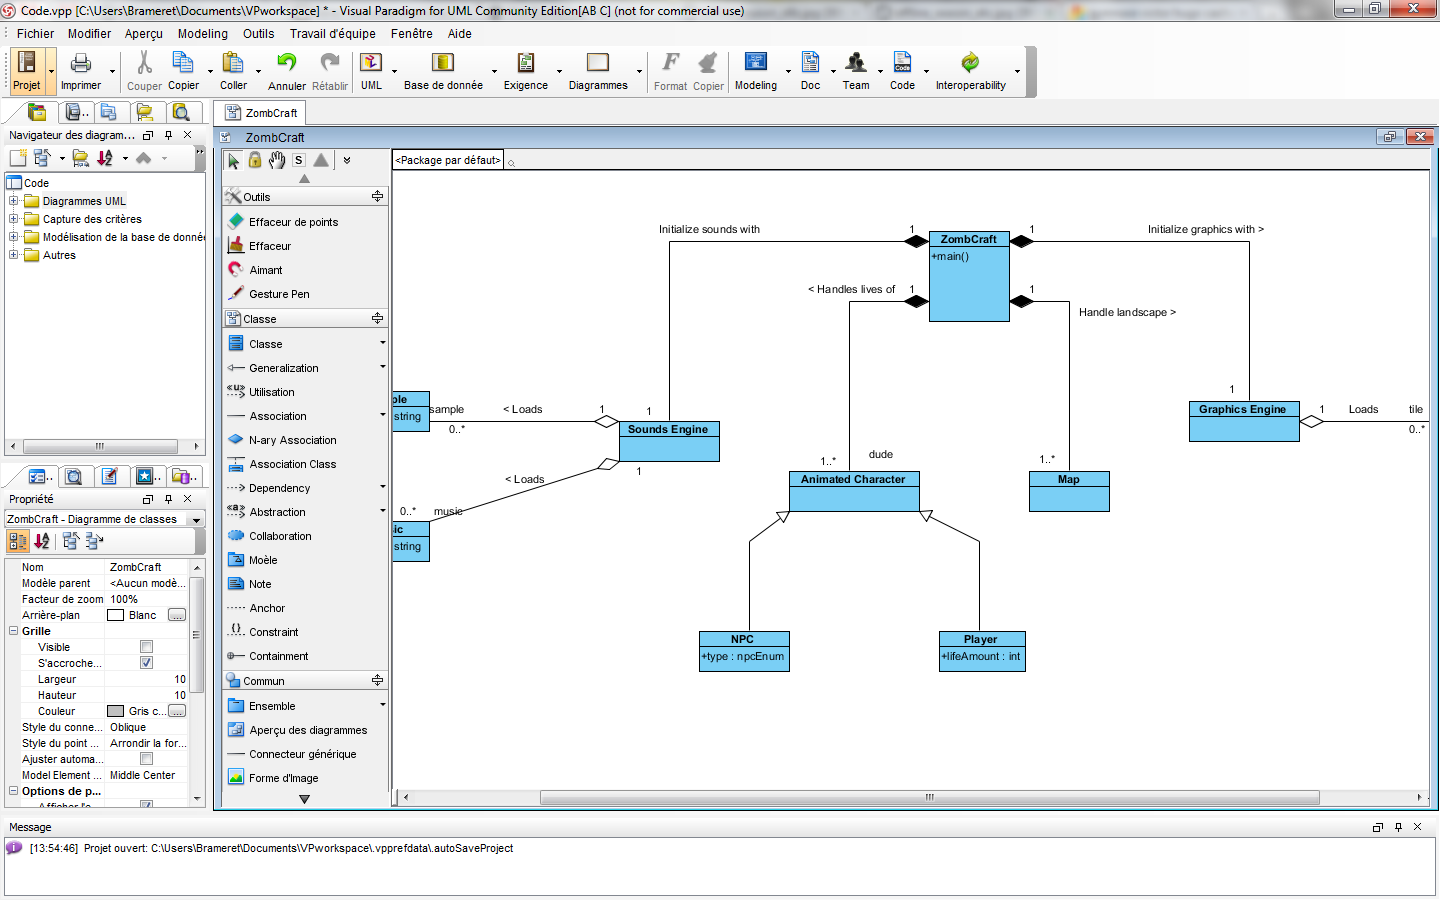 Code.vpp [C:\Users\Brameret\Documents\VPworkspace] * - Visual Paradigm for UML Community Edition[AB C] (not for commercial use)
Fichier Modifier Aperçu Modeling Outils Travail d'équipe Fenêtre Aide
Projet Imprimer Couper Copier Coller Annuler Rétablir UML Base de donnée Exigence Diagrammes Format Copier Modeling Doc Team Code Interoperability
ZombCraft
Navigateur des diagram...
Code
Diagrammes UML
Capture des critères
Modélisation de la base de donnée
Autres
Propriété
ZombCraft - Diagramme de classes
Nom ZombCraft
Modèle parent <Aucun modè...
Facteur de zoom 100%
Arrière-plan Blanc ...
Grille
Visible
S'accroche...
Largeur 10
Hauteur 10
Couleur Gris c... ...
Style du conne... Oblique
Style du point ... Arrondir la for...
Ajuster automa...
Model Element ... Middle Center
Options de p...
ZombCraft
S
Outils
Effaceur de points
Effaceur
Aimant
Gesture Pen
Classe
Classe
Generalization
Utilisation
Association
N-ary Association
Association Class
Dependency
Abstraction
Collaboration
Moèle
Note
Anchor
Constraint
Containment
Commun
Ensemble
Aperçu des diagrammes
Connecteur générique
Forme d'Image
<Package par défaut>
Initialize sounds with 1 ZombCraft 1 Initialize graphics with >
+main()
< Handles lives of 1 1
Handle landscape >
ple
string
sample < Loads 1 1
0..*
Sounds Engine
1
< Loads
0..* music
sic
string
1
Graphics Engine 1 Loads tile
0..*
1..* dude 1..*
Animated Character Map
NPC Player
+type : npcEnum +lifeAmount : int
Message
[13:54:46] Projet ouvert: C:\Users\Brameret\Documents\VPworkspace\.vpprefdata\.autoSaveProject